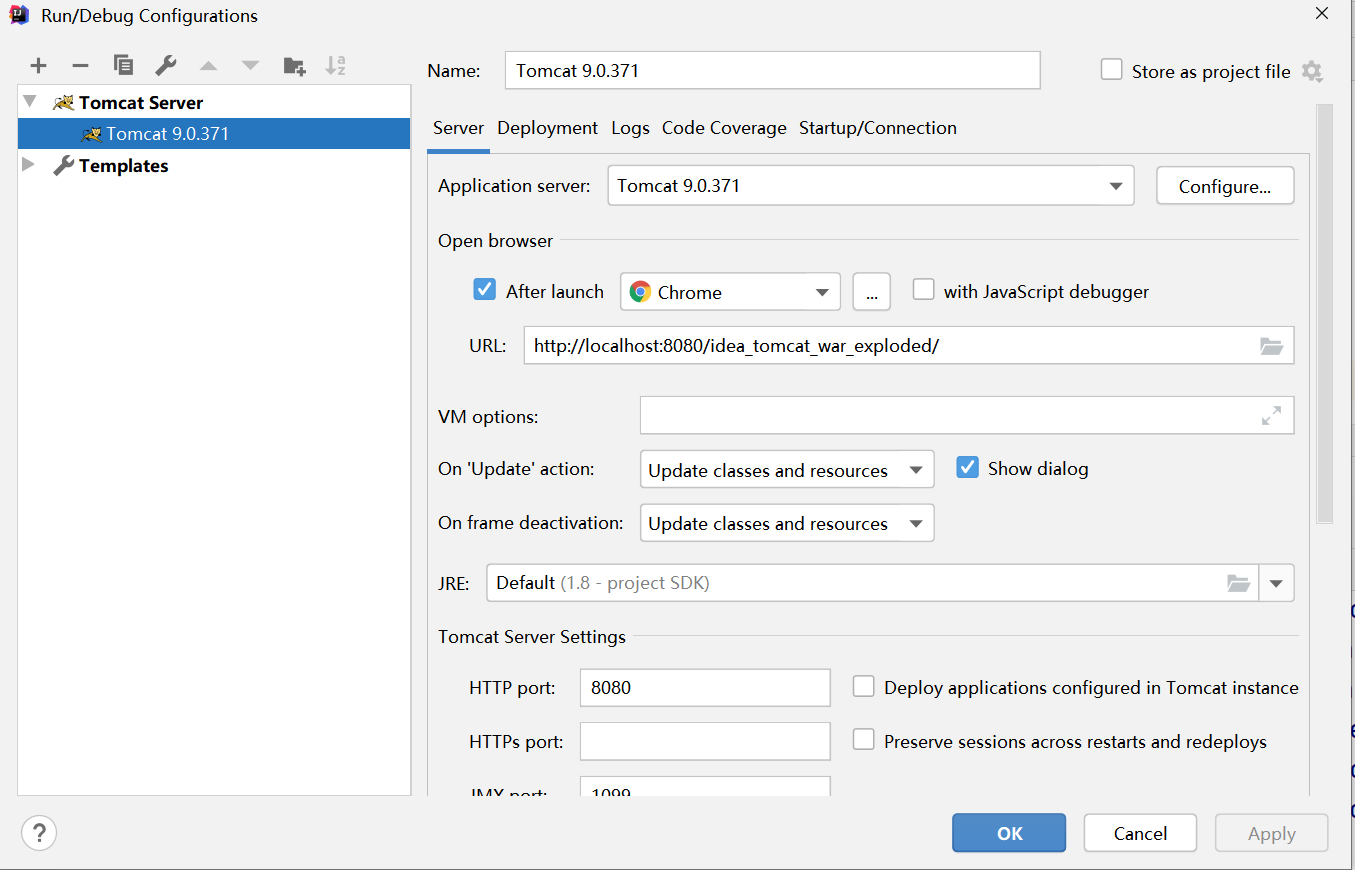 Run/Debug Configurations
Name: Tomcat 9.0.371 Store as project file
Tomcat Server
Tomcat 9.0.371
Templates
Server Deployment Logs Code Coverage Startup/Connection
Application server: Tomcat 9.0.371 Configure...
Open browser
After launch Chrome ... with JavaScript debugger
URL: http://localhost:8080/idea_tomcat_war_exploded/
VM options:
On 'Update' action: Update classes and resources Show dialog
On frame deactivation: Update classes and resources
JRE: Default (1.8 - project SDK)
Tomcat Server Settings
HTTP port: 8080 Deploy applications configured in Tomcat instance
HTTPs port: Preserve sessions across restarts and redeploys
JMX port: 1099
? OK Cancel Apply